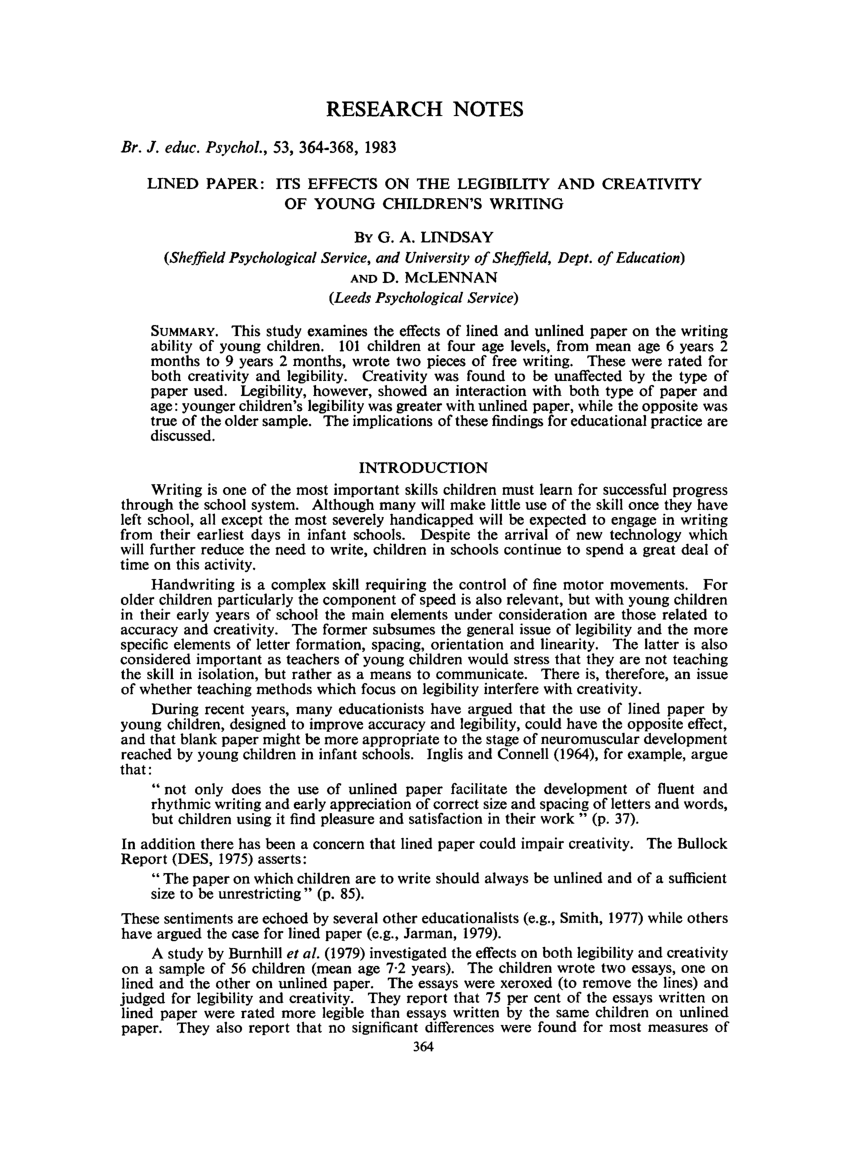 RESEARCH NOTES
Br. J. educ. Psychol., 53, 364-368, 1983
LINED PAPER: ITS EFFECTS ON THE LEGIBILITY AND CREATIVITY
OF YOUNG CHILDREN'S WRITING
BY G. A. LINDSAY
(Sheffield Psychological Service, and University of Sheffield, Dept. of Education)
AND D. McLENNAN
(Leeds Psychological Service)
SUMMARY. This study examines the effects of lined and unlined paper on the writing
ability of young children. 101 children at four age levels, from mean age 6 years 2
months to 9 years 2 months, wrote two pieces of free writing. These were rated for
both creativity and legibility. Creativity was found to be unaffected by the type of
paper used. Legibility, however, showed an interaction with both type of paper and
age: younger children's legibility was greater with unlined paper, while the opposite was
true of the older sample. The implications of these findings for educational practice are
discussed.
INTRODUCTION
Writing is one of the most important skills children must learn for successful progress
through the school system. Although many will make little use of the skill once they have
left school, all except the most severely handicapped will be expected to engage in writing
from their earliest days in infant schools. Despite the arrival of new technology which
will further reduce the need to write, children in schools continue to spend a great deal of
time on this activity.
Handwriting is a complex skill requiring the control of fine motor movements. For
older children particularly the component of speed is also relevant, but with young children
in their early years of school the main elements under consideration are those related to
accuracy and creativity. The former subsumes the general issue of legibility and the more
specific elements of letter formation, spacing, orientation and linearity. The latter is also
considered important as teachers of young children would stress that they are not teaching
the skill in isolation, but rather as a means to communicate. There is, therefore, an issue
of whether teaching methods which focus on legibility interfere with creativity.
During recent years, many educationists have argued that the use of lined paper by
young children, designed to improve accuracy and legibility, could have the opposite effect,
and that blank paper might be more appropriate to the stage of neuromuscular development
reached by young children in infant schools. Inglis and Connell (1964), for example, argue
that:
“ not only does the use of unlined paper facilitate the development of fluent and
rhythmic writing and early appreciation of correct size and spacing of letters and words,
but children using it find pleasure and satisfaction in their work ” (p. 37).
In addition there has been a concern that lined paper could impair creativity. The Bullock
Report (DES, 1975) asserts:
“ The paper on which children are to write should always be unlined and of a sufficient
size to be unrestricting ” (p. 85).
These sentiments are echoed by several other educationalists (e.g., Smith, 1977) while others
have argued the case for lined paper (e.g., Jarman, 1979).
A study by Burnhill et al. (1979) investigated the effects on both legibility and creativity
on a sample of 56 children (mean age 7·2 years). The children wrote two essays, one on
lined and the other on unlined paper. The essays were xeroxed (to remove the lines) and
judged for legibility and creativity. They report that 75 per cent of the essays written on
lined paper were rated more legible than essays written by the same children on unlined
paper. They also report that no significant differences were found for most measures of
364